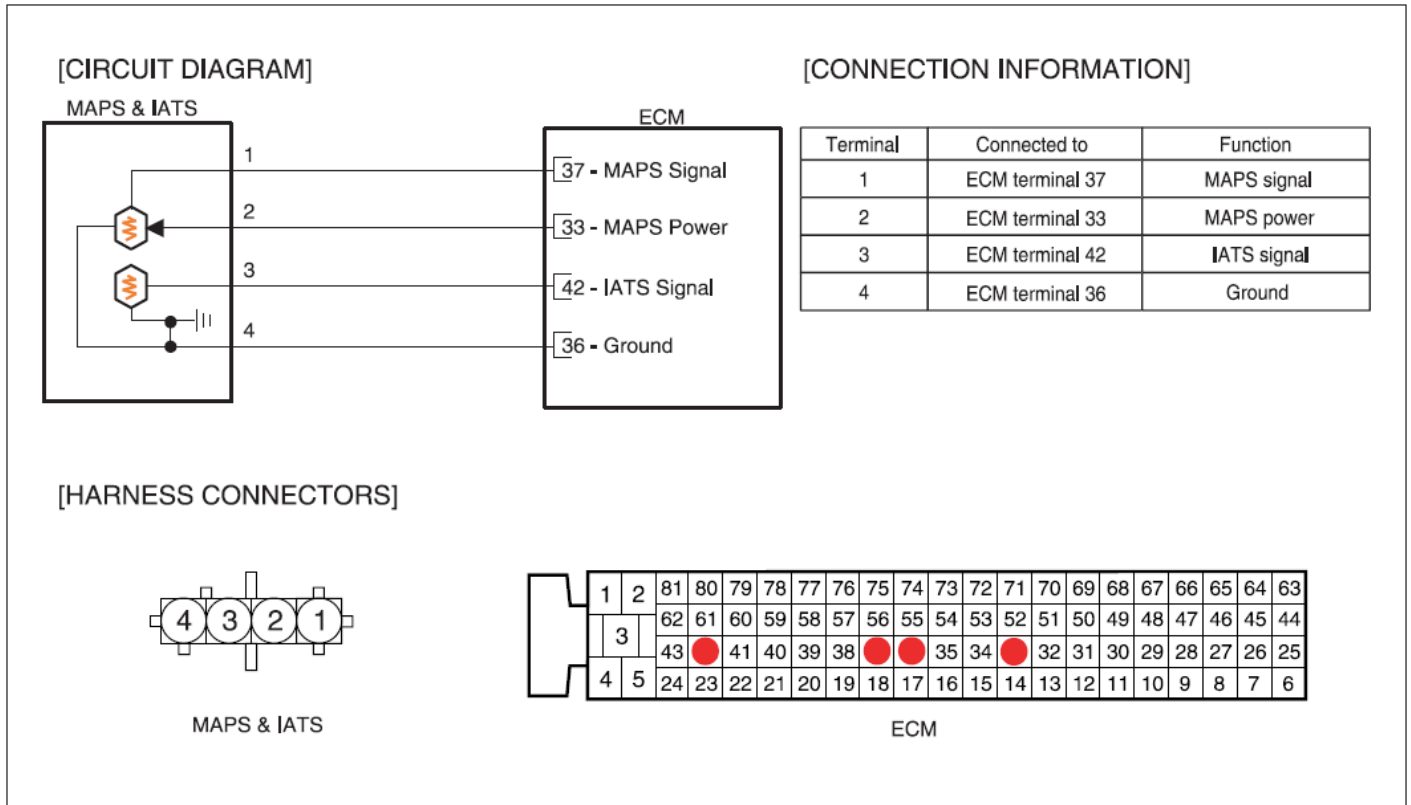 [CIRCUIT DIAGRAM]
MAPS & IATS
ECM
1
37 - MAPS Signal
2
33 - MAPS Power
3
42 - IATS Signal
4
36 - Ground
[CONNECTION INFORMATION]
Terminal Connected to Function
1 ECM terminal 37 MAPS signal
2 ECM terminal 33 MAPS power
3 ECM terminal 42 IATS signal
4 ECM terminal 36 Ground
[HARNESS CONNECTORS]
4 3 2 1
MAPS & IATS
1 2 81 80 79 78 77 76 75 74 73 72 71 70 69 68 67 66 65 64 63
62 61 60 59 58 57 56 55 54 53 52 51 50 49 48 47 46 45 44
3
43 41 40 39 38 35 34 32 31 30 29 28 27 26 25
4 5 24 23 22 21 20 19 18 17 16 15 14 13 12 11 10 9 8 7 6
ECM